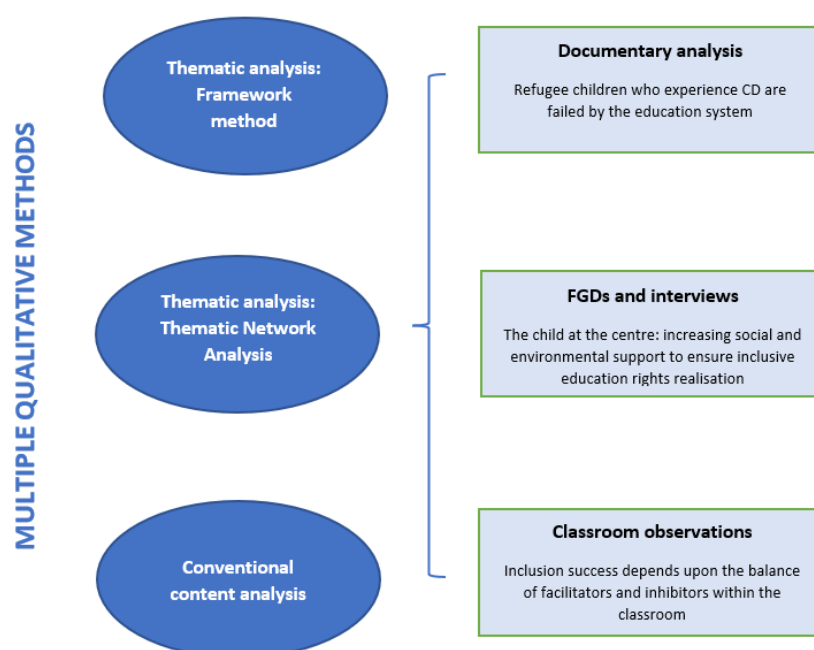 MULTIPLE QUALITATIVE METHODS
Thematic analysis:
Framework
method
Documentary analysis
Refugee children who experience CD are
failed by the education system
Thematic analysis:
Thematic Network
Analysis
FGDs and interviews
The child at the centre: increasing social and
environmental support to ensure inclusive
education rights realisation
Conventional
content analysis
Classroom observations
Inclusion success depends upon the balance
of facilitators and inhibitors within the
classroom